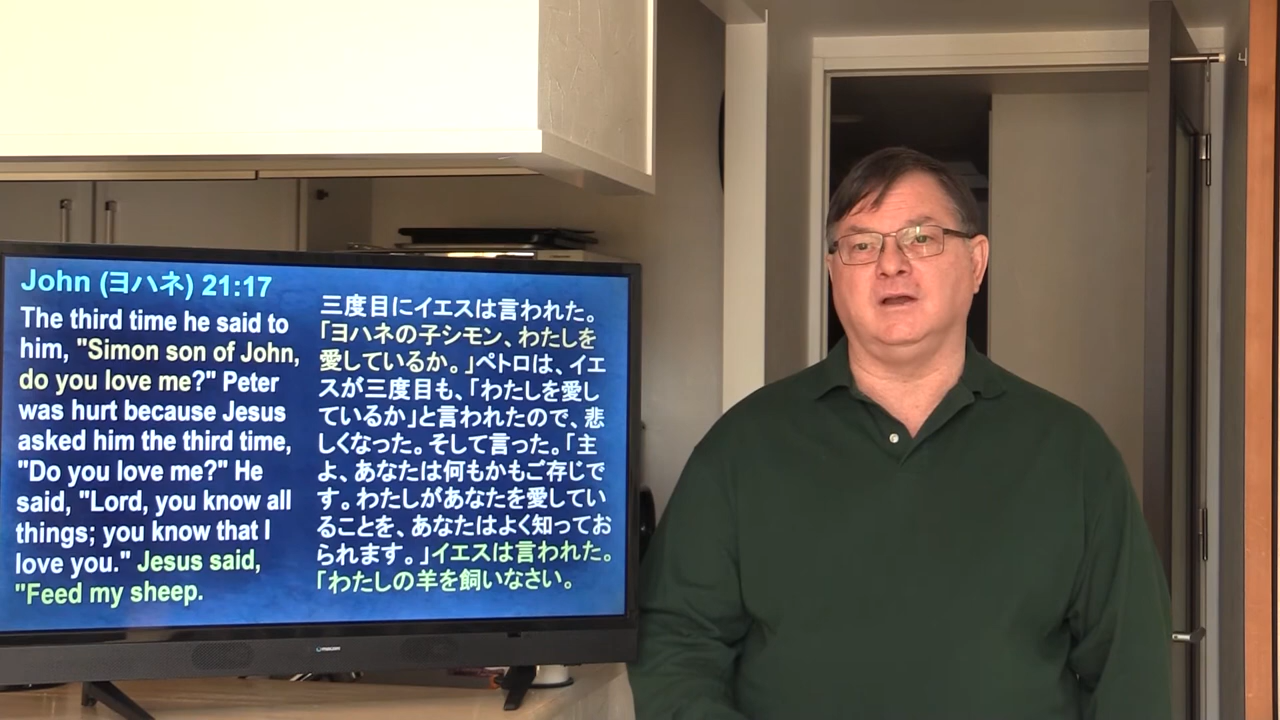 John (ヨハネ) 21:17
The third time he said to
him, "Simon son of John,
do you love me?" Peter
was hurt because Jesus
asked him the third time,
"Do you love me?" He
said, "Lord, you know all
things; you know that I
love you." Jesus said,
"Feed my sheep.
三度目にイエスは言われた。
「ヨハネの子シモン、わたしを
愛しているか。」ペトロは、イエ
スが三度目も、「わたしを愛し
ているか」と言われたので、悲
しくなった。そして言った。「主
よ、あなたは何もかもご存じで
す。わたしがあなたを愛してい
ることを、あなたはよく知ってお
られます。」イエスは言われた。
「わたしの羊を飼いなさい。